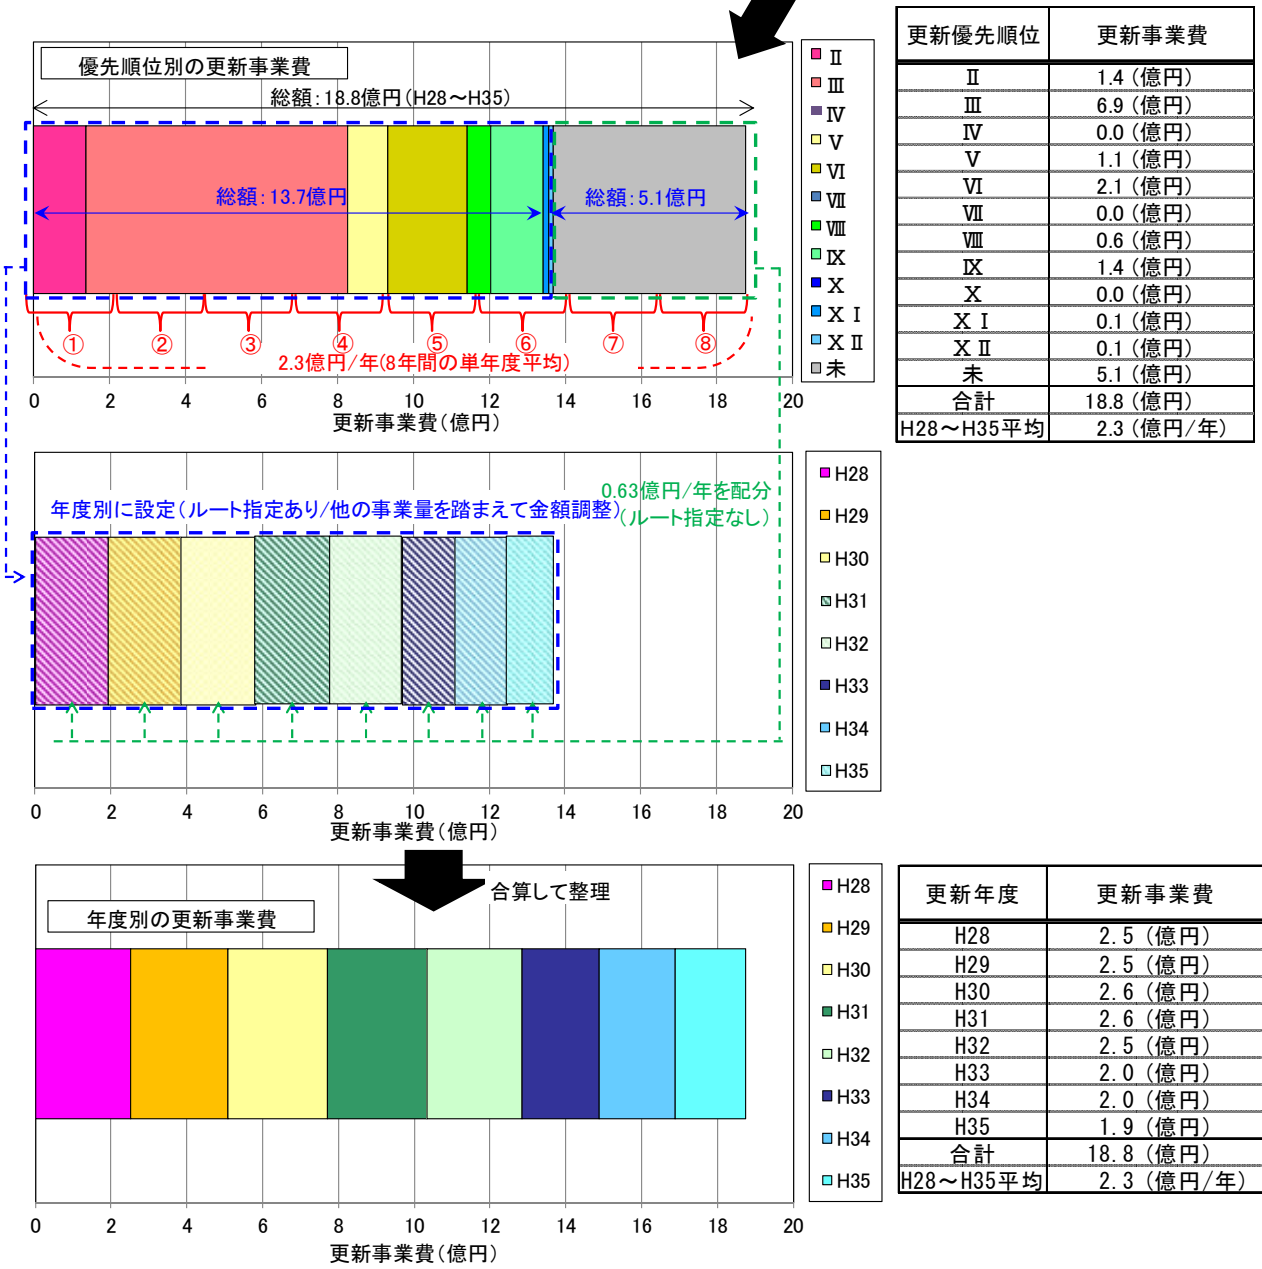 優先順位別の更新事業費
総額：18.8億円（H28～H35）
総額：13.7億円
総額：5.1億円
① ② ③ ④ ⑤ ⑥ ⑦ ⑧
2.3億円/年(8年間の単年度平均)
0 2 4 6 8 10 12 14 16 18 20
更新事業費（億円）
Ⅱ
Ⅲ
Ⅳ
Ⅴ
Ⅵ
Ⅶ
Ⅷ
Ⅸ
Ⅹ
ⅩⅠ
ⅩⅡ
未
更新優先順位 更新事業費
Ⅱ 1.4 (億円)
Ⅲ 6.9 (億円)
Ⅳ 0.0 (億円)
Ⅴ 1.1 (億円)
Ⅵ 2.1 (億円)
Ⅶ 0.0 (億円)
Ⅷ 0.6 (億円)
Ⅸ 1.4 (億円)
Ⅹ 0.0 (億円)
ⅩⅠ 0.1 (億円)
ⅩⅡ 0.1 (億円)
未 5.1 (億円)
合計 18.8 (億円)
H28～H35平均 2.3 (億円/年)
0.63億円/年を配分
（ルート指定なし）
年度別に設定（ルート指定あり/他の事業量を踏まえて金額調整）
0 2 4 6 8 10 12 14 16 18 20
更新事業費（億円）
H28
H29
H30
H31
H32
H33
H34
H35
合算して整理
年度別の更新事業費
0 2 4 6 8 10 12 14 16 18 20
更新事業費（億円）
H28
H29
H30
H31
H32
H33
H34
H35
更新年度 更新事業費
H28 2.5 (億円)
H29 2.5 (億円)
H30 2.6 (億円)
H31 2.6 (億円)
H32 2.5 (億円)
H33 2.0 (億円)
H34 2.0 (億円)
H35 1.9 (億円)
合計 18.8 (億円)
H28～H35平均 2.3 (億円/年)